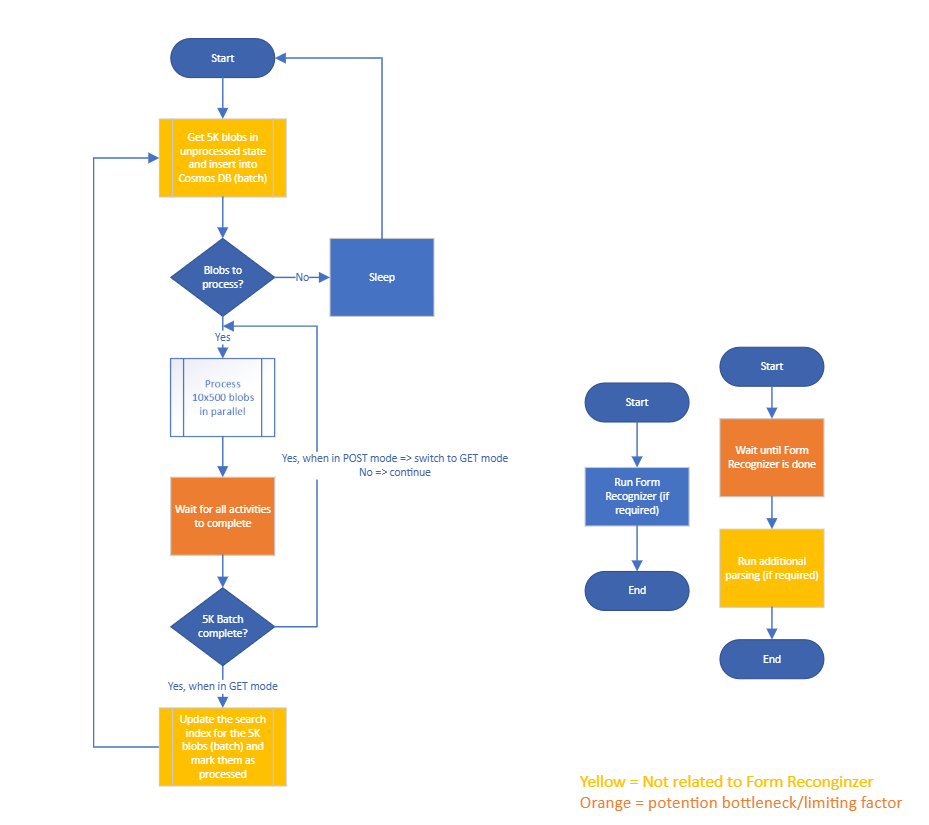 Start
Get 5K blobs in
unprocessed state
and insert into
Cosmos DB (batch)
Blobs to
process?
No
Sleep
Yes
Process
10x500 blobs
in parallel
Yes, when in POST mode => switch to GET mode
No => continue
Wait for all activities
to complete
5K Batch
complete?
Yes, when in GET mode
Update the search
index for the 5K
blobs (batch) and
mark them as
processed
Start
Run Form
Recognizer (if
required)
End
Start
Wait until Form
Recognizer is done
Run additional
parsing (if required)
End
Yellow = Not related to Form Reconginzer
Orange = potention bottleneck/limiting factor